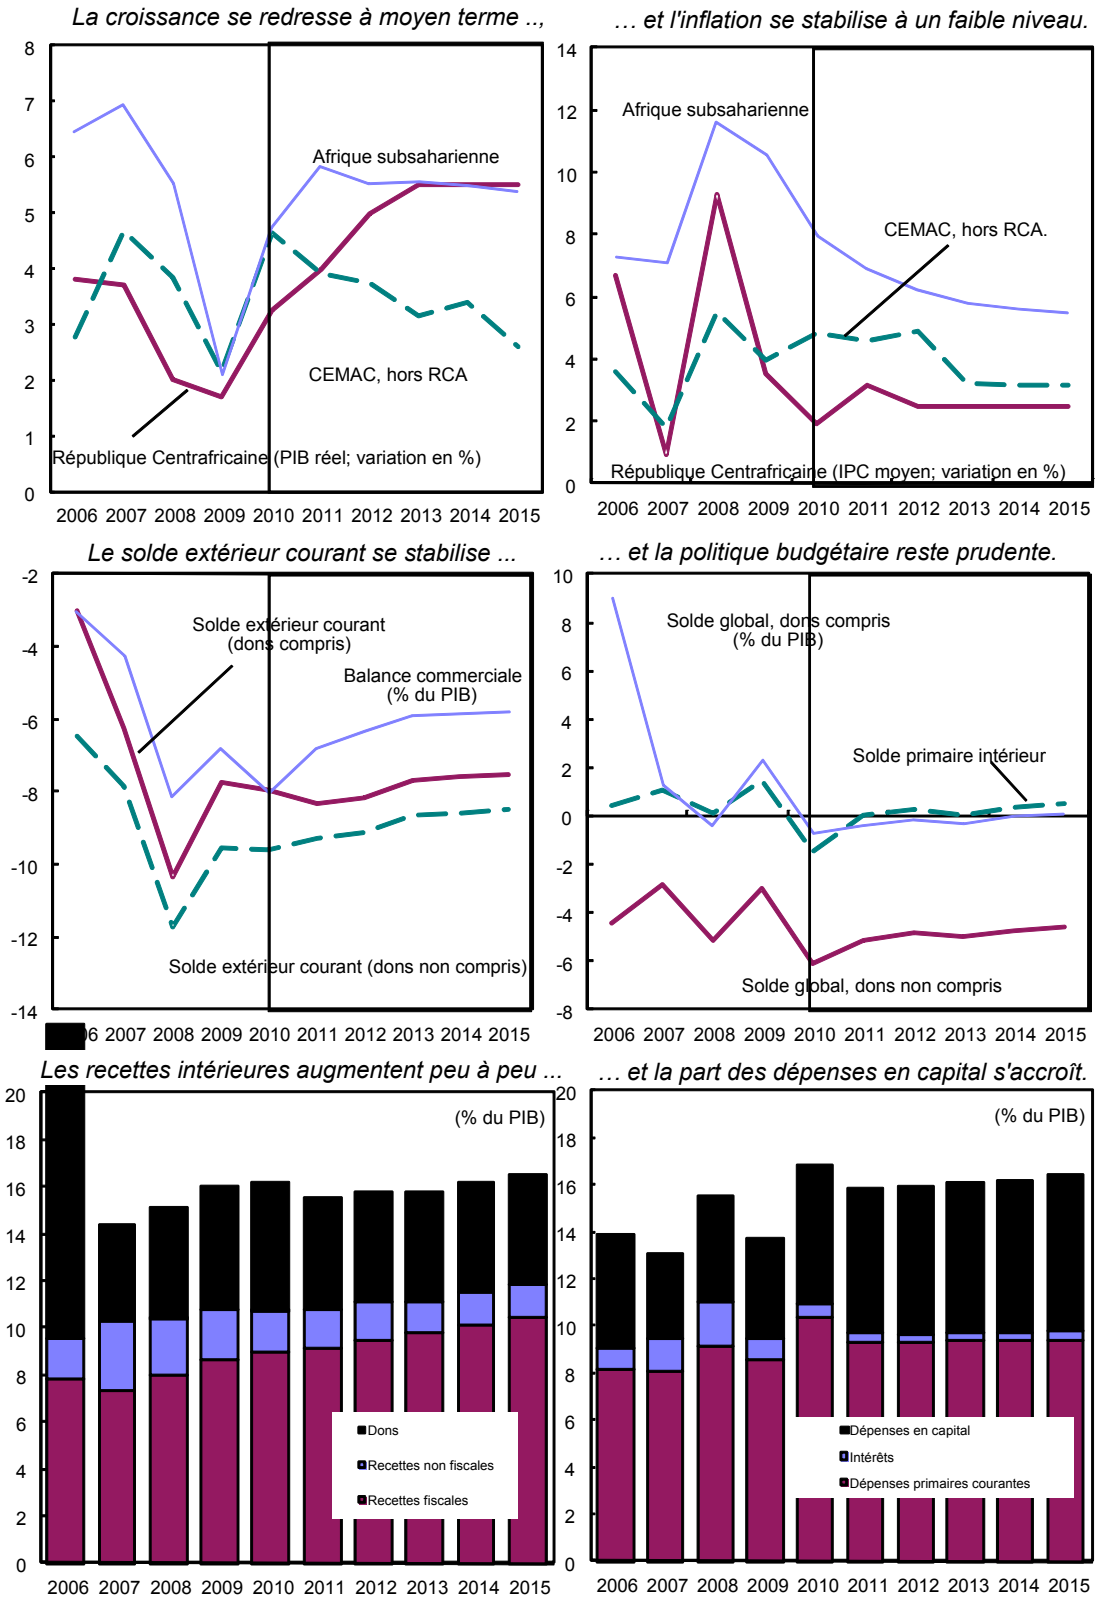 La croissance se redresse à moyen terme ..,
8
7
6
5
4
3
2
1
0
Afrique subsaharienne
CEMAC, hors RCA
République Centrafricaine (PIB réel; variation en %)
2006 2007 2008 2009 2010 2011 2012 2013 2014 2015
… et l'inflation se stabilise à un faible niveau.
14
12
10
8
6
4
2
0
Afrique subsaharienne
CEMAC, hors RCA.
République Centrafricaine (IPC moyen; variation en %)
2006 2007 2008 2009 2010 2011 2012 2013 2014 2015
Le solde extérieur courant se stabilise ...
-2
-4
-6
-8
-10
-12
-14
Solde extérieur courant
(dons compris)
Balance commerciale
(% du PIB)
Solde extérieur courant (dons non compris)
06 2007 2008 2009 2010 2011 2012 2013 2014 2015
… et la politique budgétaire reste prudente.
10
8
6
4
2
0
-2
-4
-6
-8
Solde global, dons compris
(% du PIB)
Solde primaire intérieur
Solde global, dons non compris
2006 2007 2008 2009 2010 2011 2012 2013 2014 2015
Les recettes intérieures augmentent peu à peu ...
20
18
16
14
12
10
8
6
4
2
0
(% du PIB)
Dons
Recettes non fiscales
Recettes fiscales
2006 2007 2008 2009 2010 2011 2012 2013 2014 2015
… et la part des dépenses en capital s'accroît.
20
18
16
14
12
10
8
6
4
2
0
(% du PIB)
Dépenses en capital
Intérêts
Dépenses primaires courantes
2006 2007 2008 2009 2010 2011 2012 2013 2014 2015